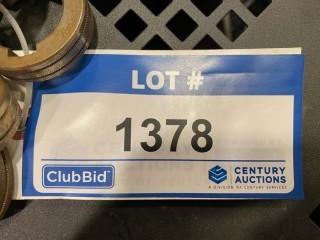 LOT #
1378
ClubBid
CENTURY
AUCTIONS
A DIVISION OF CENTURY SERVICES